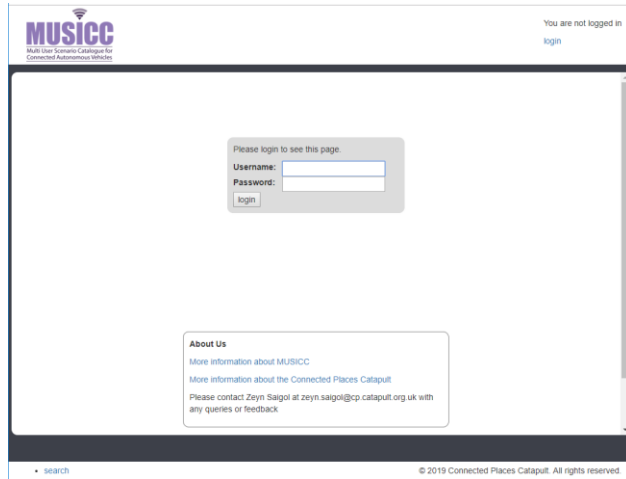 MUSICC
Multi User Scenario Catalogue for
Connected Autonomous Vehicles
You are not logged in
login
Please login to see this page.
Username:
Password:
login
About Us
More information about MUSICC
More information about the Connected Places Catapult
Please contact Zeyn Saigol at zeyn.saigol@cp.catapult.org.uk with
any queries or feedback
• search
© 2019 Connected Places Catapult. All rights reserved.